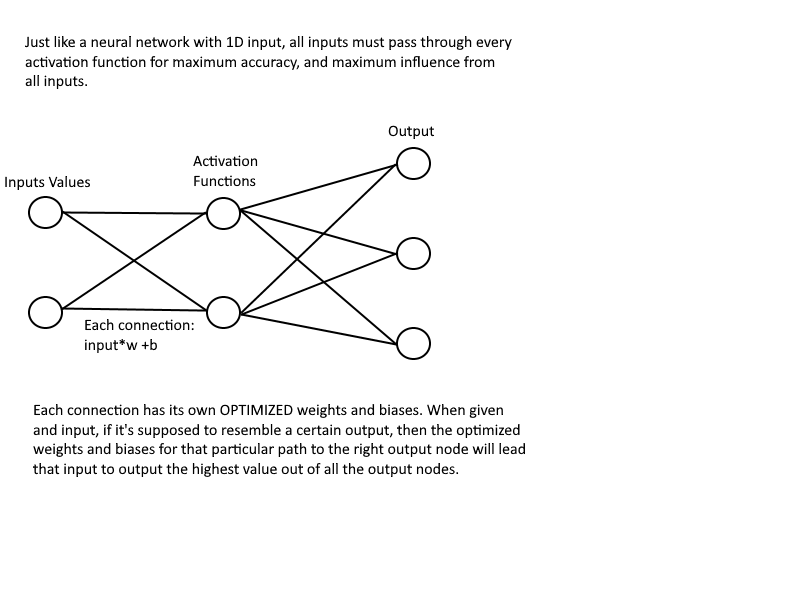 Just like a neural network with 1D input, all inputs must pass through every
activation function for maximum accuracy, and maximum influence from
all inputs.
Output
Activation
Functions
Inputs Values
Each connection:
input*w +b
Each connection has its own OPTIMIZED weights and biases. When given
and input, if it's supposed to resemble a certain output, then the optimized
weights and biases for that particular path to the right output node will lead
that input to output the highest value out of all the output nodes.